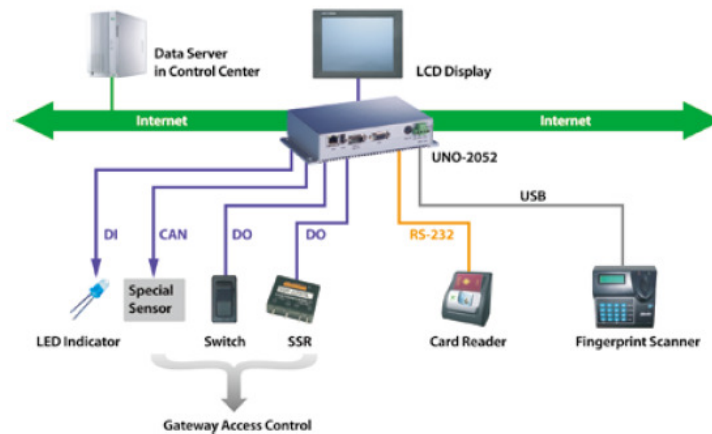 Data Server
in Control Center
LCD Display
Internet
Internet
UNO-2052
USB
DI
CAN
DO
DO
RS-232
Special
Sensor
LED Indicator
Switch
SSR
Card Reader
Fingerprint Scanner
Gateway Access Control